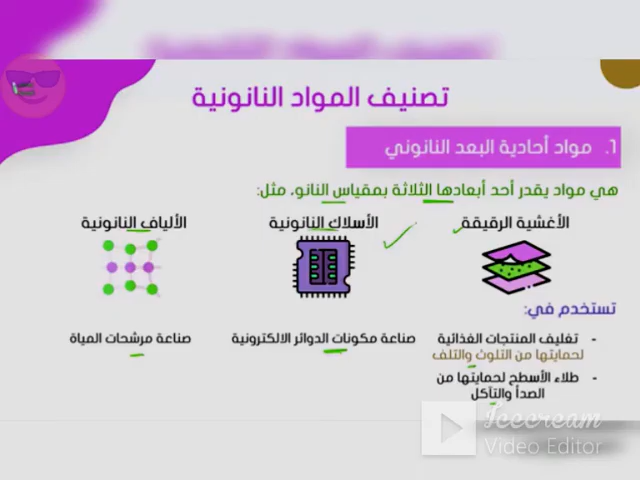 تصنيف المواد النانونية
1. مواد أحادية البعد النانوني
هي مواد يقدر أحد أبعادها الثلاثة بمقياس النانو، مثل:
الأغشية الرقيقة
الأسلاك النانونية
الألياف النانونية
تستخدم في:
- تغليف المنتجات الغذائية
لحمايتها من التلوث والتلف
- طلاء الأسطح لحمايتها من
الصدأ والتآكل
صناعة مكونات الدوائر الالكترونية
صناعة مرشحات المياة
Icecream
Video Editor